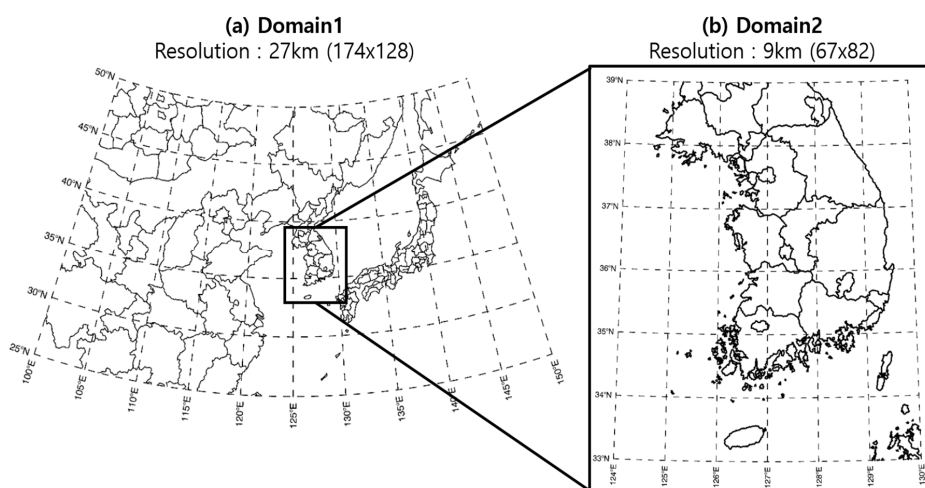 (a) Domain1
Resolution : 27km (174x128)
50°N
45°N
40°N
35°N
30°N
25°N
100°E
105°E
110°E
115°E
120°E
125°E
130°E
135°E
140°E
145°E
150°E
(b) Domain2
Resolution : 9km (67x82)
39°N
38°N
37°N
36°N
35°N
34°N
33°N
124°E
125°E
126°E
127°E
128°E
129°E
130°E